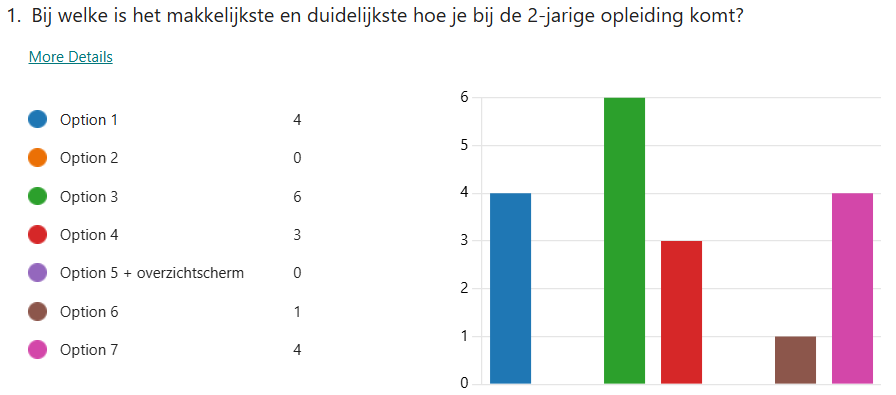 1. Bij welke is het makkelijkste en duidelijkste hoe je bij de 2-jarige opleiding komt?
More Details
Option 1 4
Option 2 0
Option 3 6
Option 4 3
Option 5 + overzichtscherm 0
Option 6 1
Option 7 4
6
5
4
3
2
1
0